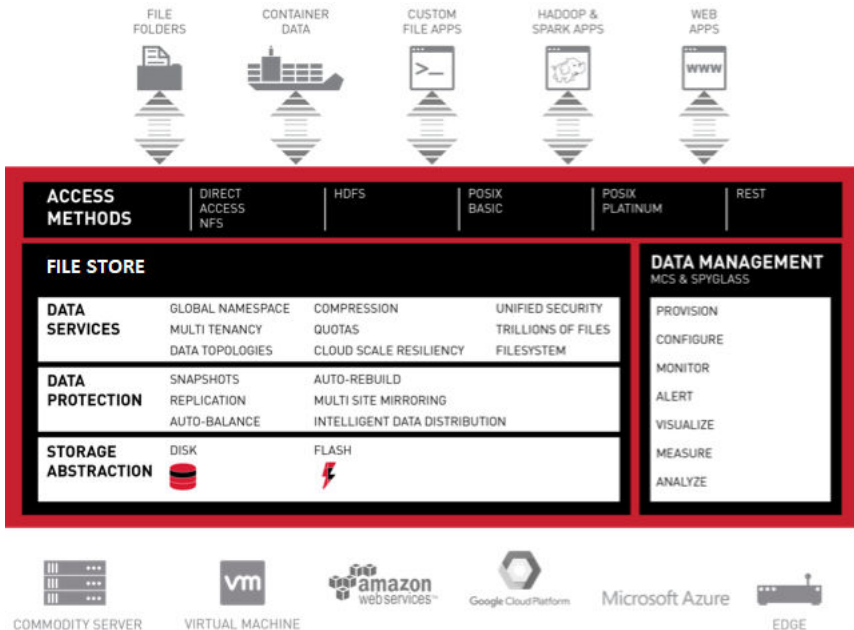 FILE
FOLDERS
CONTAINER
DATA
CUSTOM
FILE APPS
HADOOP &
SPARK APPS
WEB
APPS
>_
www
ACCESS
METHODS
DIRECT
ACCESS
NFS
HDFS
POSIX
BASIC
POSIX
PLATINUM
REST
FILE STORE
DATA
SERVICES
GLOBAL NAMESPACE
MULTI TENANCY
DATA TOPOLOGIES
COMPRESSION
QUOTAS
CLOUD SCALE RESILIENCY
UNIFIED SECURITY
TRILLIONS OF FILES
FILESYSTEM
DATA
PROTECTION
SNAPSHOTS
REPLICATION
AUTO-BALANCE
AUTO-REBUILD
MULTI SITE MIRRORING
INTELLIGENT DATA DISTRIBUTION
STORAGE
ABSTRACTION
DISK
FLASH
DATA MANAGEMENT
MCS & SPYGLASS
PROVISION
CONFIGURE
MONITOR
ALERT
VISUALIZE
MEASURE
ANALYZE
COMMODITY SERVER
vm
VIRTUAL MACHINE
amazon
webservices™
Google Cloud Platform
Microsoft Azure
EDGE